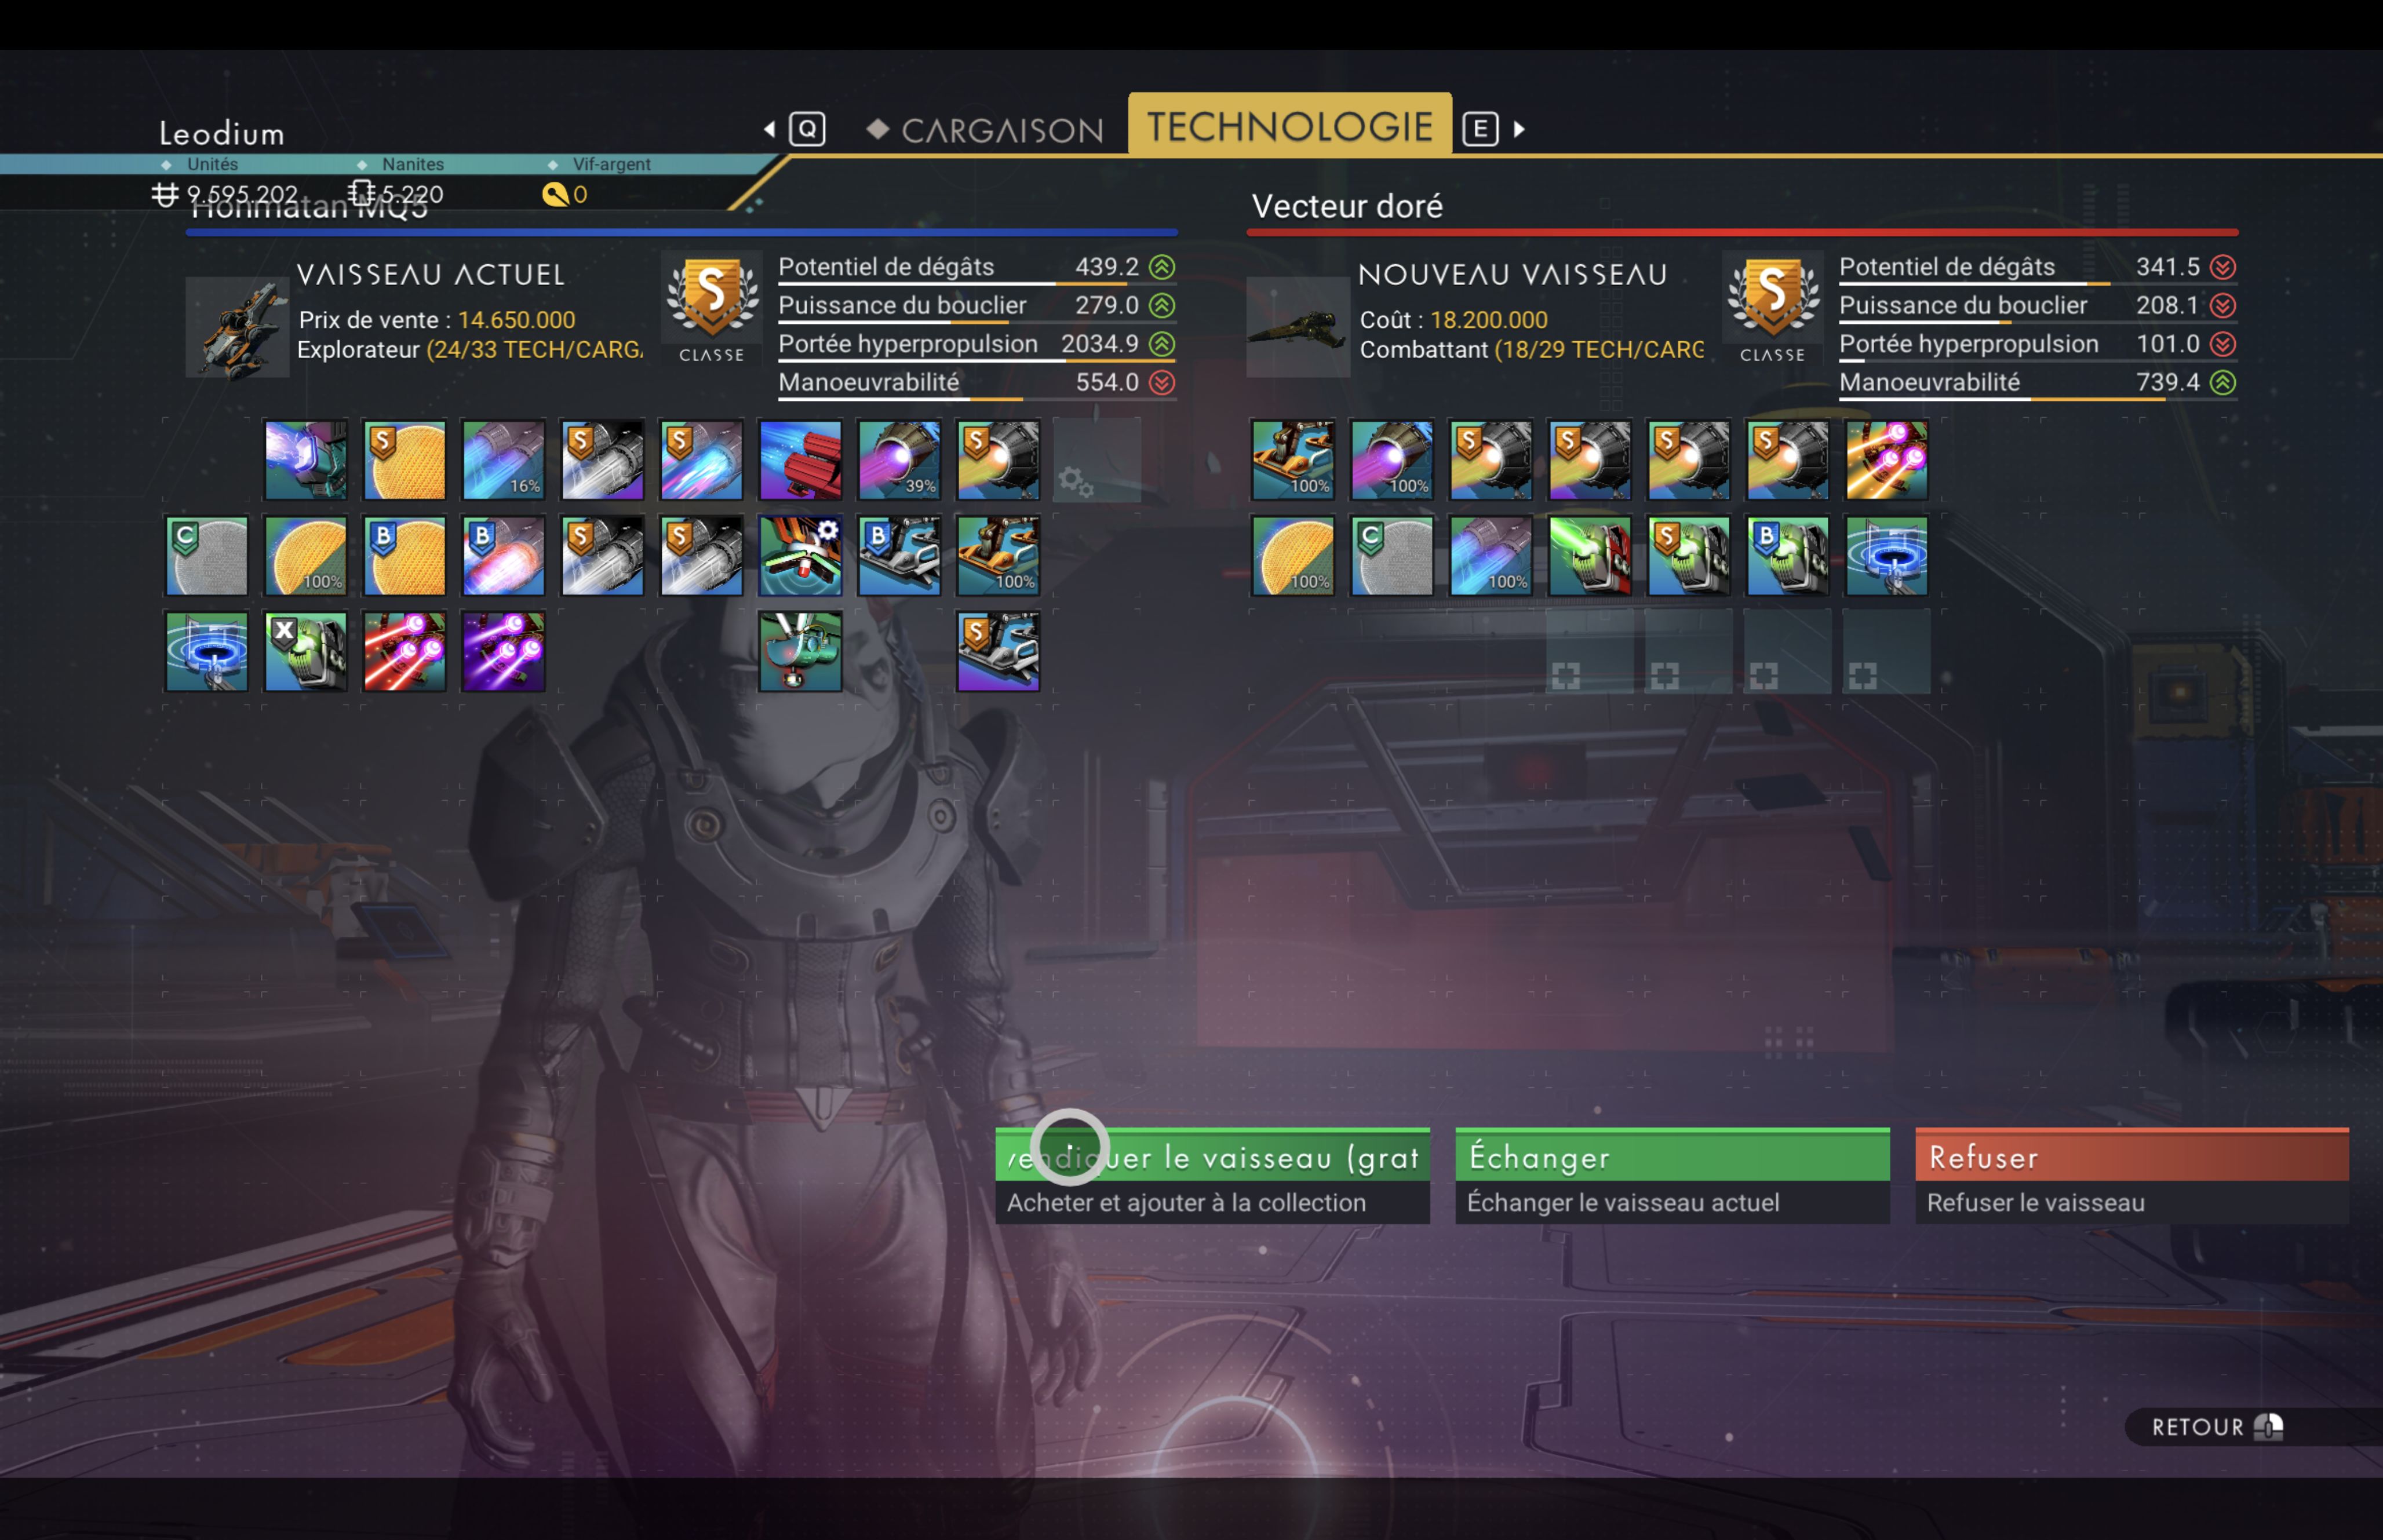 Leodium
Q
CARGAISON
TECHNOLOGIE
E
Unités
Nanites
Vif-argent
9.595.202
5.220
0
Honmatan MQ5
VAISSEAU ACTUEL
Prix de vente : 14.650.000
Explorateur (24/33 TECH/CARGA
S
CLASSE
Potentiel de dégâts 439.2
Puissance du bouclier 279.0
Portée hyperpropulsion 2034.9
Manoeuvrabilité 554.0
S
16%
S
S
39%
S
C
100%
B
B
S
S
B
100%
X
S
Vecteur doré
NOUVEAU VAISSEAU
Coût : 18.200.000
Combattant (18/29 TECH/CARG
S
CLASSE
Potentiel de dégâts 341.5
Puissance du bouclier 208.1
Portée hyperpropulsion 101.0
Manoeuvrabilité 739.4
100%
100%
S
S
S
S
100%
C
100%
S
B
vendiquer le vaisseau (grat
Acheter et ajouter à la collection
Échanger
Échanger le vaisseau actuel
Refuser
Refuser le vaisseau
RETOUR